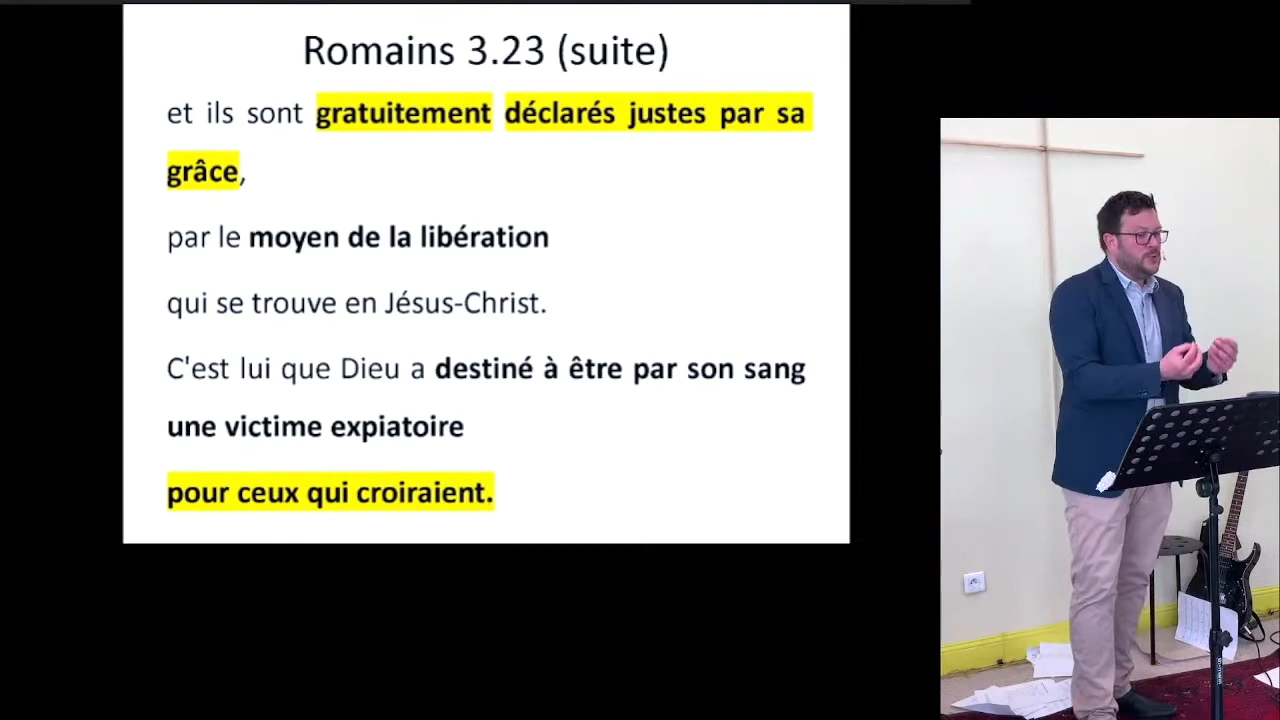 Romains 3.23 (suite)
et ils sont gratuitement déclarés justes par sa
grâce,
par le moyen de la libération
qui se trouve en Jésus-Christ.
C'est lui que Dieu a destiné à être par son sang
une victime expiatoire
pour ceux qui croiraient.